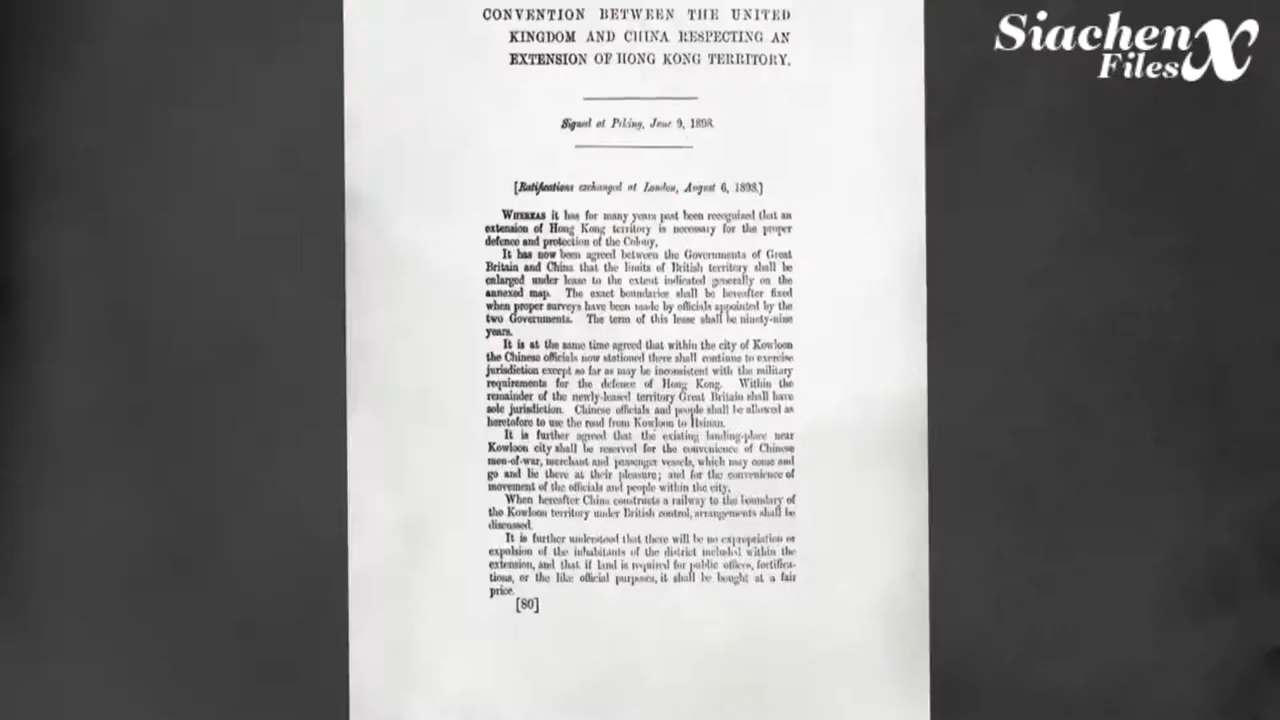 CONVENTION BETWEEN THE UNITED
KINGDOM AND CHINA RESPECTING AN
EXTENSION OF HONG KONG TERRITORY.
Signed at Peking, June 9, 1898.
[Ratifications exchanged at London, August 6, 1898.]
WHEREAS it has for many years past been recognized that an
extension of Hong Kong territory is necessary for the proper
defence and protection of the Colony,
It has now been agreed between the Governments of Great
Britain and China that the limits of British territory shall be
enlarged under lease to the extent indicated generally on the
annexed map. The exact boundaries shall be hereafter fixed
when proper surveys have been made by officials appointed by the
two Governments. The term of this lease shall be ninety-nine
years.
It is at the same time agreed that within the city of Kowloon
the Chinese officials now stationed there shall continue to exercise
jurisdiction except so far as may be inconsistent with the military
requirements for the defence of Hong Kong. Within the
remainder of the newly-leased territory Great Britain shall have
sole jurisdiction. Chinese officials and people shall be allowed as
heretofore to use the road from Kowloon to Hsinan.
It is further agreed that the existing landing-place near
Kowloon city shall be reserved for the convenience of Chinese
men-of-war, merchant and passenger vessels, which may come and
go and lie there at their pleasure; and for the convenience of
movement of the officials and people within the city.
When hereafter China constructs a railway to the boundary of
the Kowloon territory under British control, arrangements shall be
discussed.
It is further understood that there will be no expropriation or
expulsion of the inhabitants of the district included within the
extension, and that if land is required for public offices, fortifica-
tions, or the like official purposes, it shall be bought at a fair
price.
[80]
Siachen
Files X